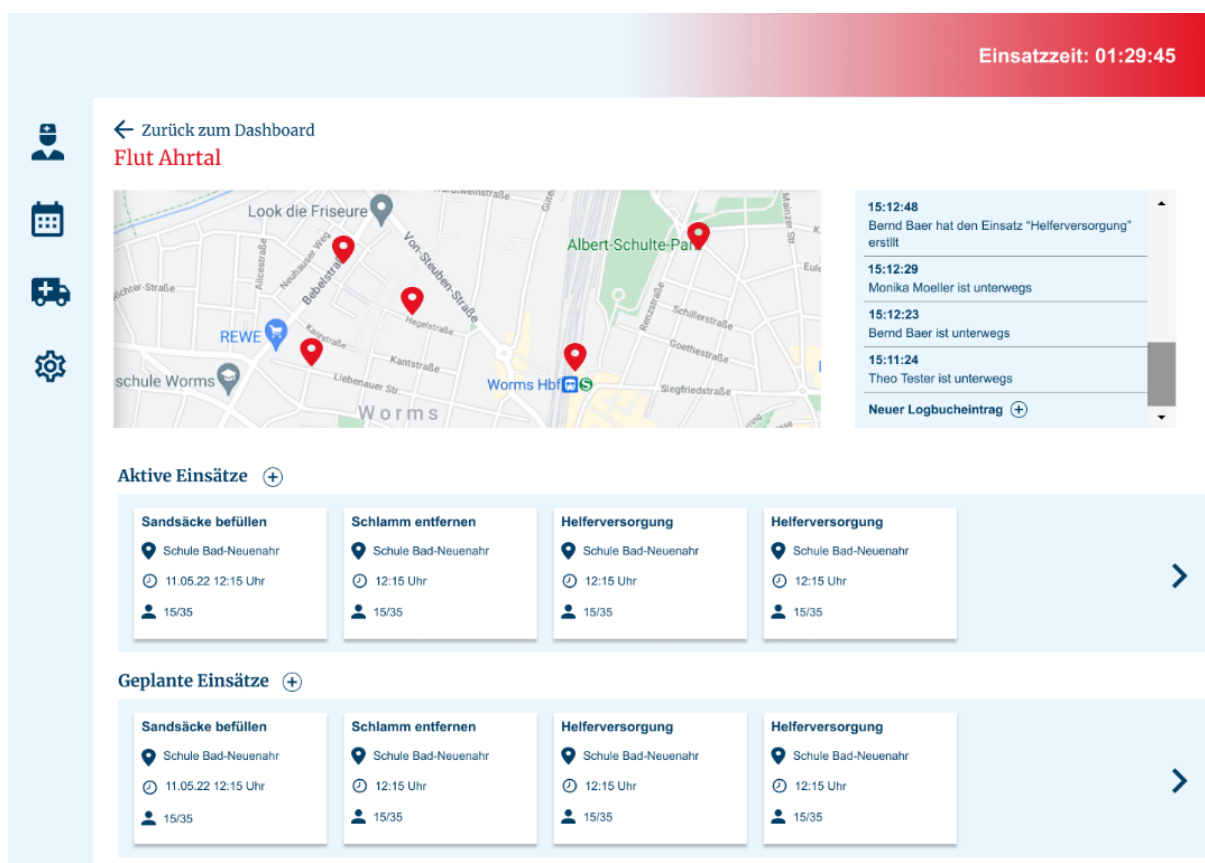 Einsatzzeit: 01:29:45
Zurück zum Dashboard
Flut Ahrtal
Look die Friseure
Albert-Schulte-Park
Mainzer Str
Alicestraße
Neuhauser Weg
Bebelstraße
Von-Steuben-Straße
Hegelstraße
REWE
Kantstraße
Kantstraße
Liebenauer Str.
schule Worms
Worms Hbf
S
Worms
Renzstraße
Schillerstraße
Goethestraße
Siegfriedstraße
15:12:48
Bernd Baer hat den Einsatz “Helferversorgung”
erstllt
15:12:29
Monika Moeller ist unterwegs
15:12:23
Bernd Baer ist unterwegs
15:11:24
Theo Tester ist unterwegs
Neuer Logbucheintrag
Aktive Einsätze
Sandsäcke befüllen
Schule Bad-Neuenahr
11.05.22 12:15 Uhr
15/35
Schlamm entfernen
Schule Bad-Neuenahr
12:15 Uhr
15/35
Helferversorgung
Schule Bad-Neuenahr
12:15 Uhr
15/35
Helferversorgung
Schule Bad-Neuenahr
12:15 Uhr
15/35
Geplante Einsätze
Sandsäcke befüllen
Schule Bad-Neuenahr
11.05.22 12:15 Uhr
15/35
Schlamm entfernen
Schule Bad-Neuenahr
12:15 Uhr
15/35
Helferversorgung
Schule Bad-Neuenahr
12:15 Uhr
15/35
Helferversorgung
Schule Bad-Neuenahr
12:15 Uhr
15/35